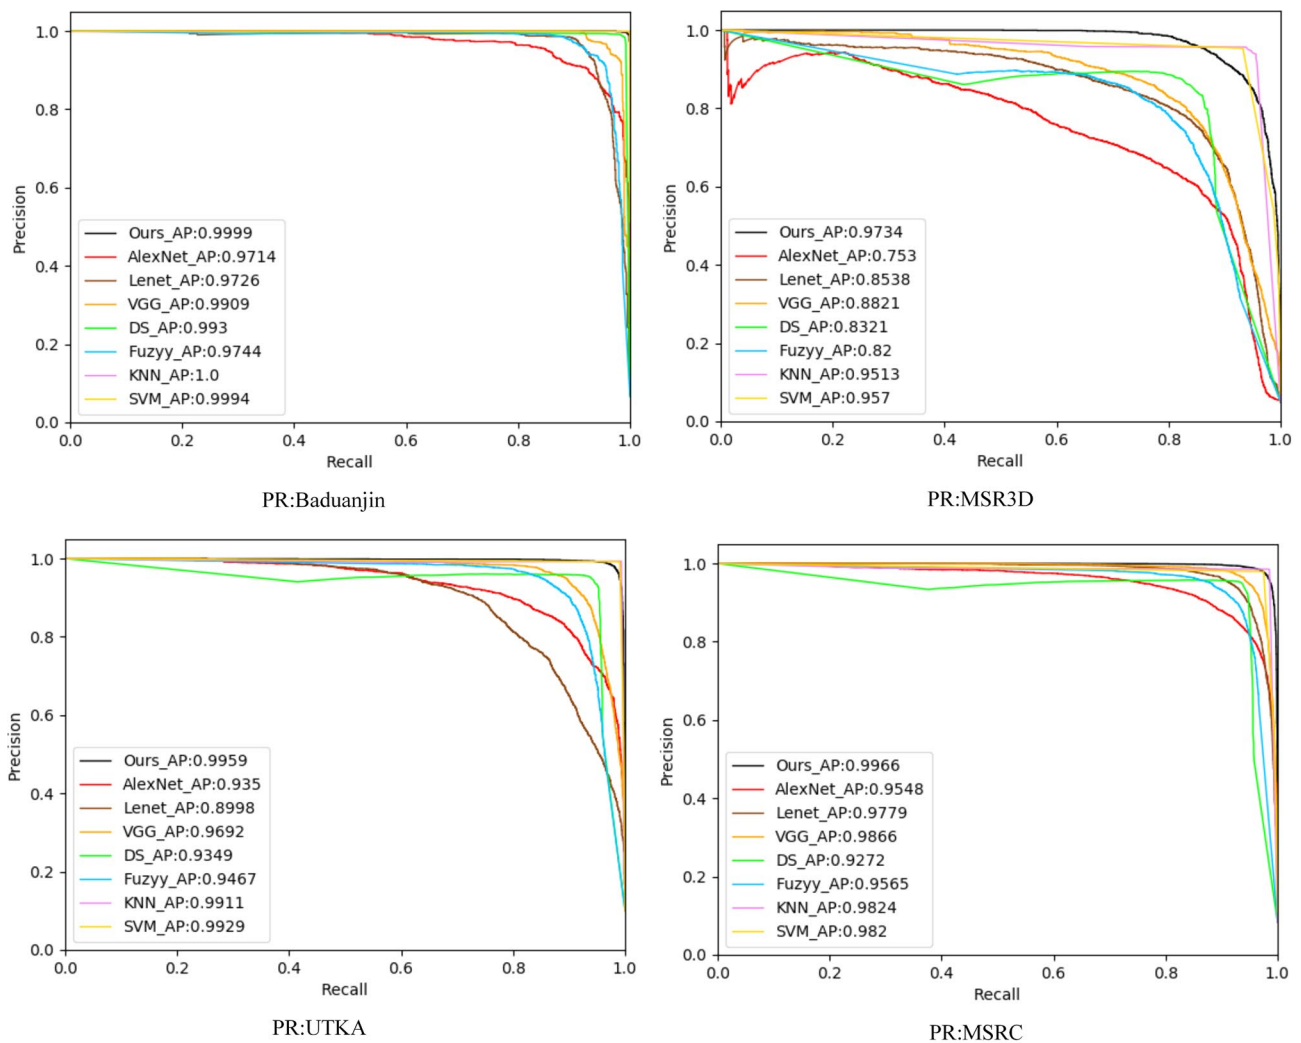 1.0
0.8
0.6
0.4
0.2
0.0
Precision
Ours_AP:0.9999
AlexNet_AP:0.9714
Lenet_AP:0.9726
VGG_AP:0.9909
DS_AP:0.993
Fuzyy_AP:0.9744
KNN_AP:1.0
SVM_AP:0.9994
0.0 0.2 0.4 0.6 0.8 1.0
Recall
PR:Baduanjin
1.0
0.8
0.6
0.4
0.2
0.0
Precision
Ours_AP:0.9734
AlexNet_AP:0.753
Lenet_AP:0.8538
VGG_AP:0.8821
DS_AP:0.8321
Fuzyy_AP:0.82
KNN_AP:0.9513
SVM_AP:0.957
0.0 0.2 0.4 0.6 0.8 1.0
Recall
PR:MSR3D
1.0
0.8
0.6
0.4
0.2
0.0
Precision
Ours_AP:0.9959
AlexNet_AP:0.935
Lenet_AP:0.8998
VGG_AP:0.9692
DS_AP:0.9349
Fuzyy_AP:0.9467
KNN_AP:0.9911
SVM_AP:0.9929
0.0 0.2 0.4 0.6 0.8 1.0
Recall
PR:UTKA
1.0
0.8
0.6
0.4
0.2
0.0
Precision
Ours_AP:0.9966
AlexNet_AP:0.9548
Lenet_AP:0.9779
VGG_AP:0.9866
DS_AP:0.9272
Fuzyy_AP:0.9565
KNN_AP:0.9824
SVM_AP:0.982
0.0 0.2 0.4 0.6 0.8 1.0
Recall
PR:MSRC